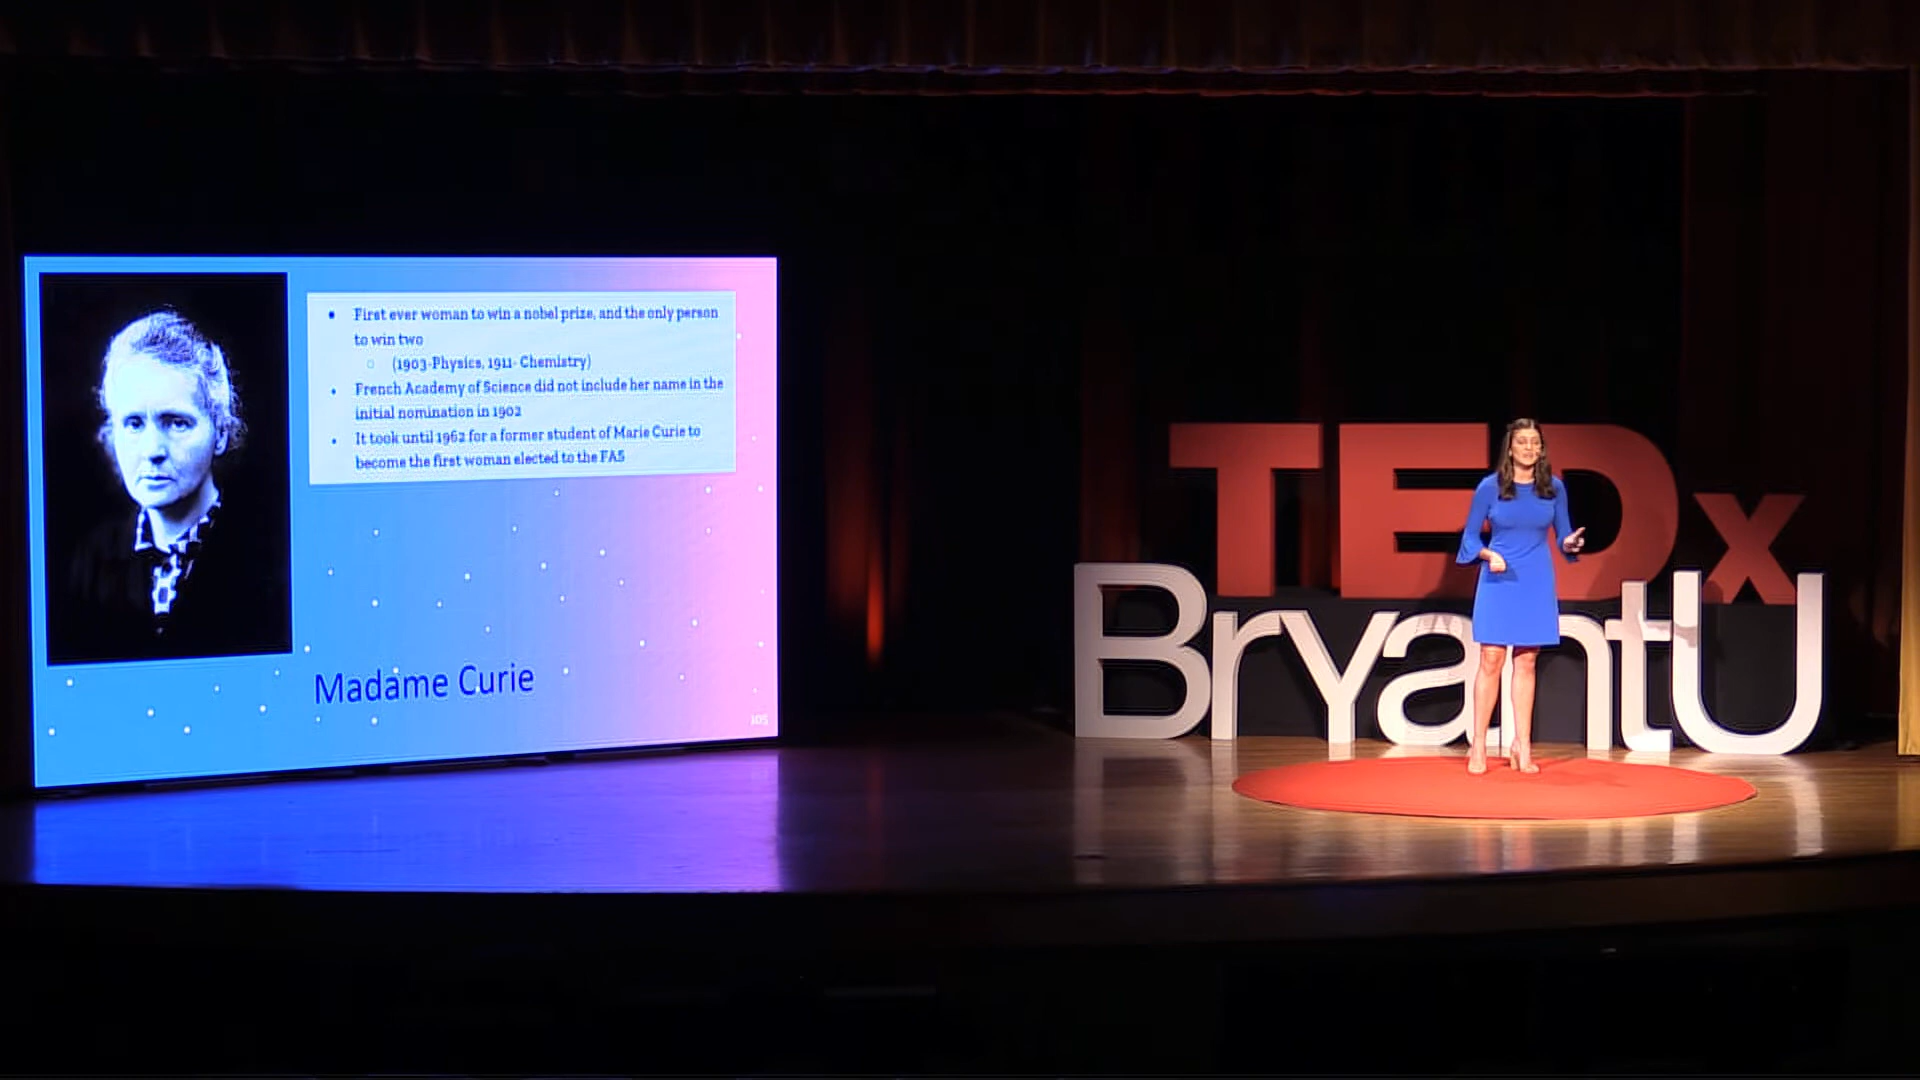 • First ever woman to win a nobel prize, and the only person
to win two
○ (1903-Physics, 1911- Chemistry)
• French Academy of Science did not include her name in the
initial nomination in 1902
• It took until 1962 for a former student of Marie Curie to
become the first woman elected to the FAS
Madame Curie
105
TEDx
BryantU